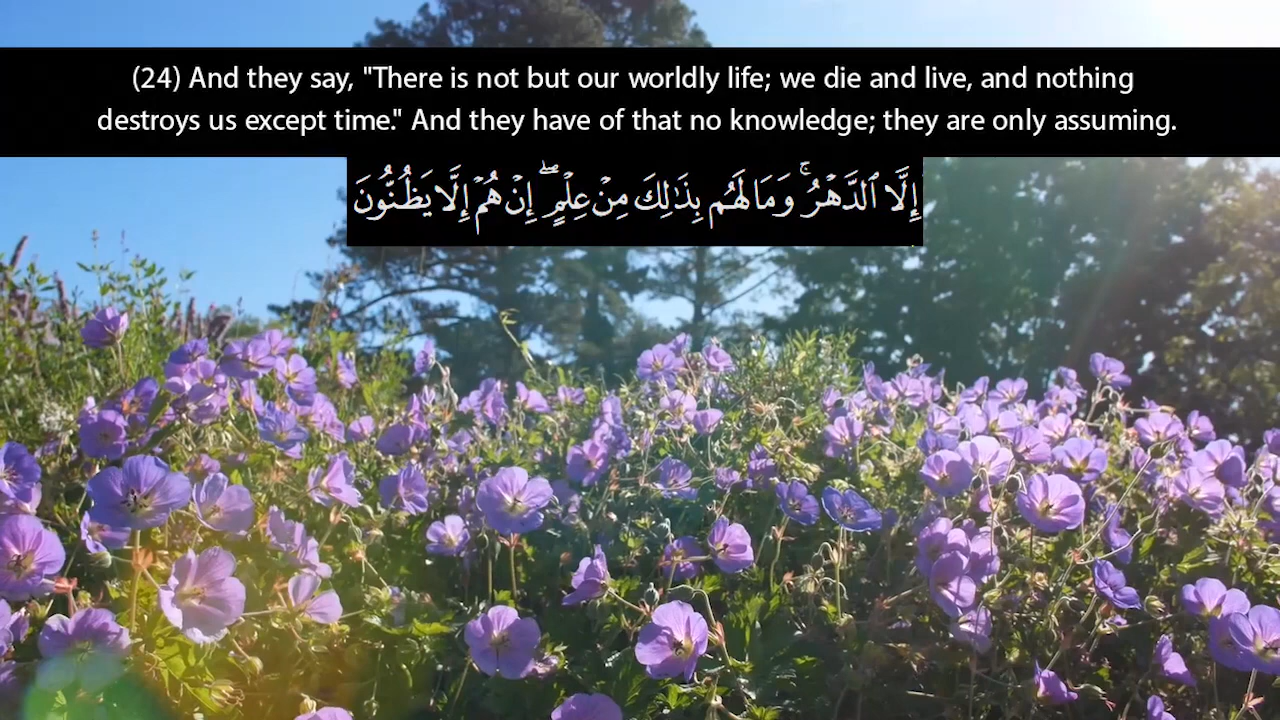 (24) And they say, "There is not but our worldly life; we die and live, and nothing
destroys us except time." And they have of that no knowledge; they are only assuming.
إِلَّا ٱلدَّهْرُ ۚ وَمَا لَهُم بِذَٰلِكَ مِنْ عِلْمٍ ۖ إِنْ هُمْ إِلَّا يَظُنُّونَ